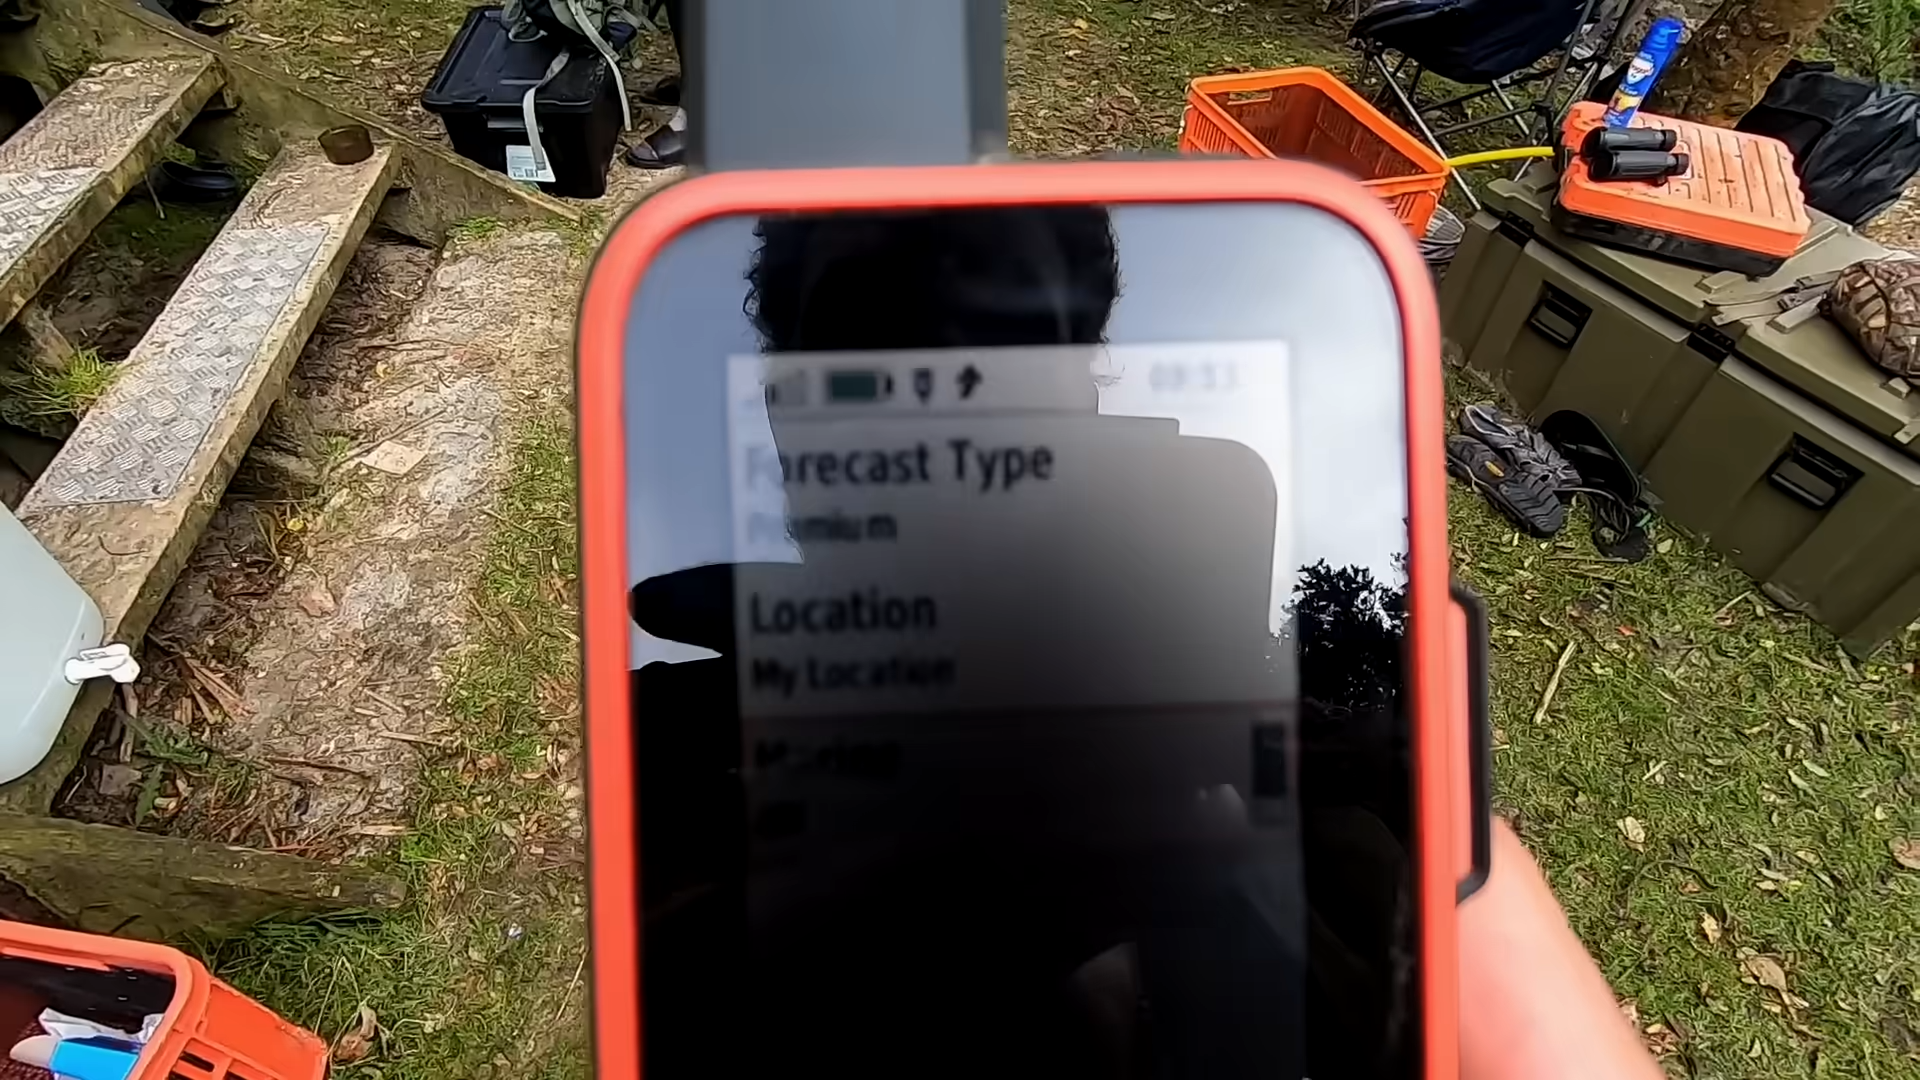 Forecast Type
Premium
Location
My Location